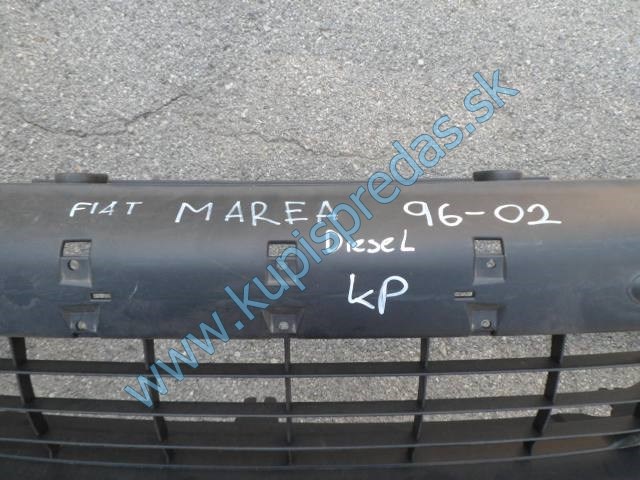 FIAT MAREA 96-02
DieseL
KP
www.kupispredas.sk